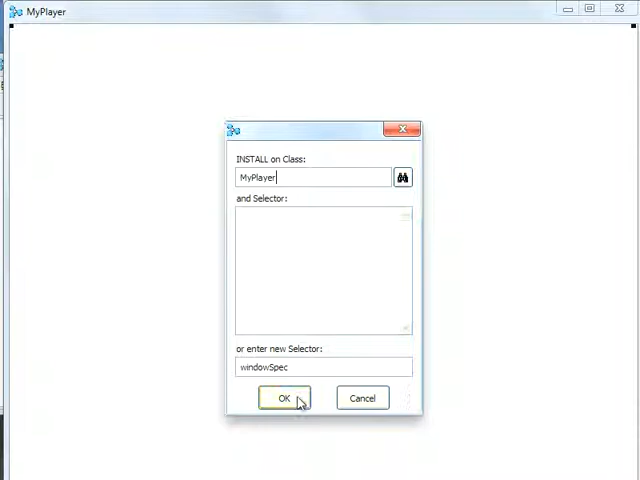 MyPlayer
INSTALL on Class:
MyPlayer
and Selector:
or enter new Selector:
windowSpec
OK
Cancel